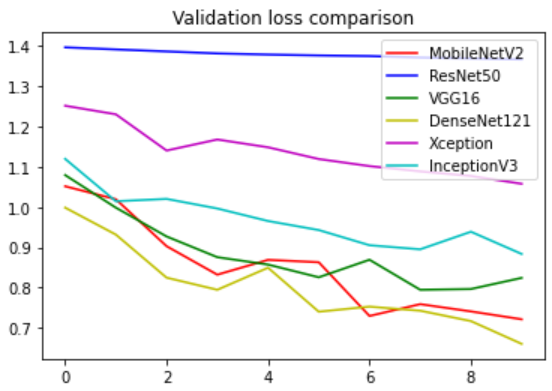 Validation loss comparison
1.4
1.3
1.2
1.1
1.0
0.9
0.8
0.7
0
2
4
6
8
MobileNetV2
ResNet50
VGG16
DenseNet121
Xception
InceptionV3